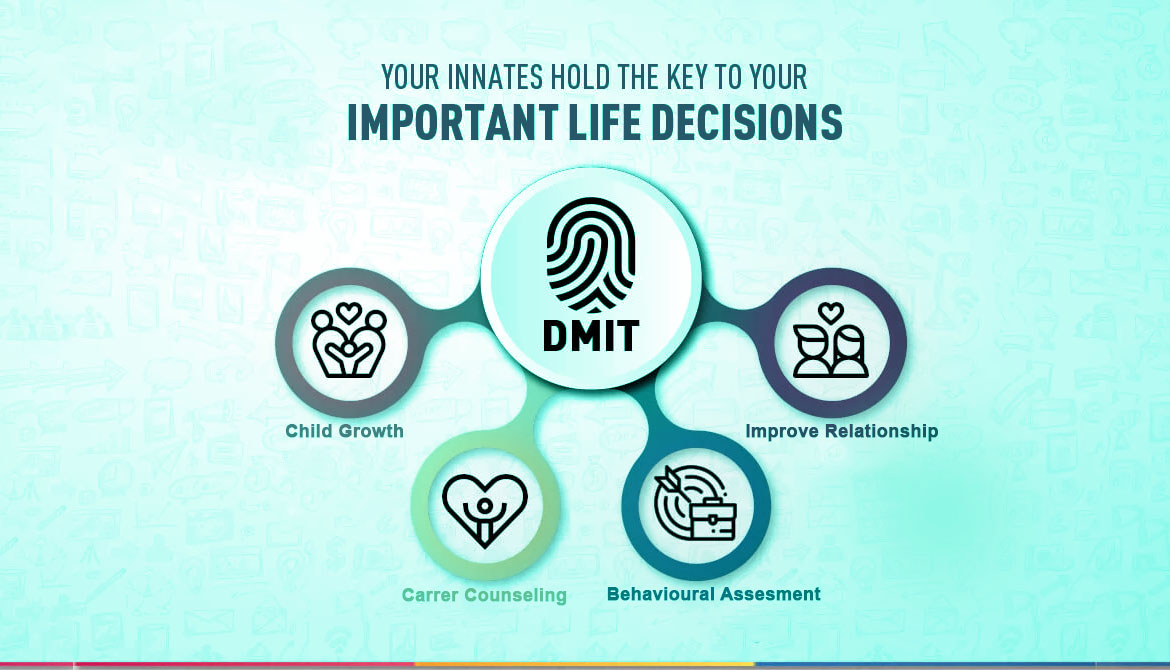 YOUR INNATES HOLD THE KEY TO YOUR
IMPORTANT LIFE DECISIONS
DMIT
Child Growth
Improve Relationship
Carrer Counseling
Behavioural Assesment